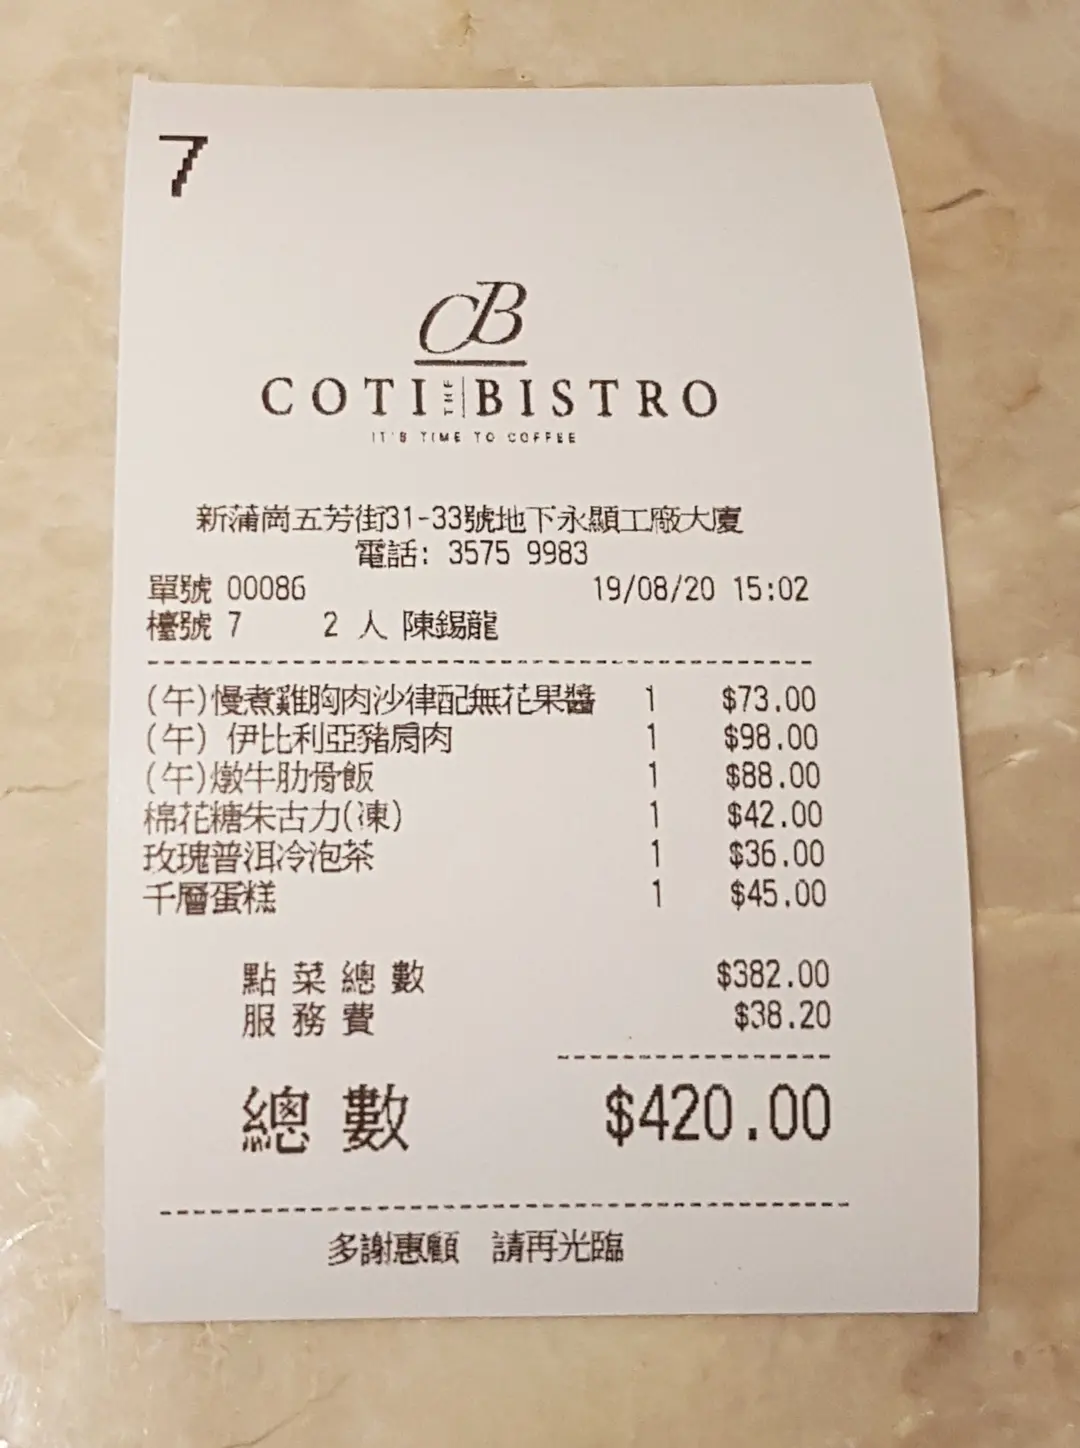 7
CB
COTI THE BISTRO
IT'S TIME TO COFFEE
新蒲崗五芳街31-33號地下永顯工廠大廈
電話: 3575 9983
單號 00086 19/08/20 15:02
檯號 7 2 人 陳錫龍
(午)慢煮雞胸肉沙律配無花果醬 1 $73.00
(午) 伊比利亞豬肩肉 1 $98.00
(午)燉牛肋骨飯 1 $88.00
棉花糖朱古力(凍) 1 $42.00
玫瑰普洱冷泡茶 1 $36.00
千層蛋糕 1 $45.00
點菜總數 $382.00
服務費 $38.20
總數 $420.00
多謝惠顧 請再光臨